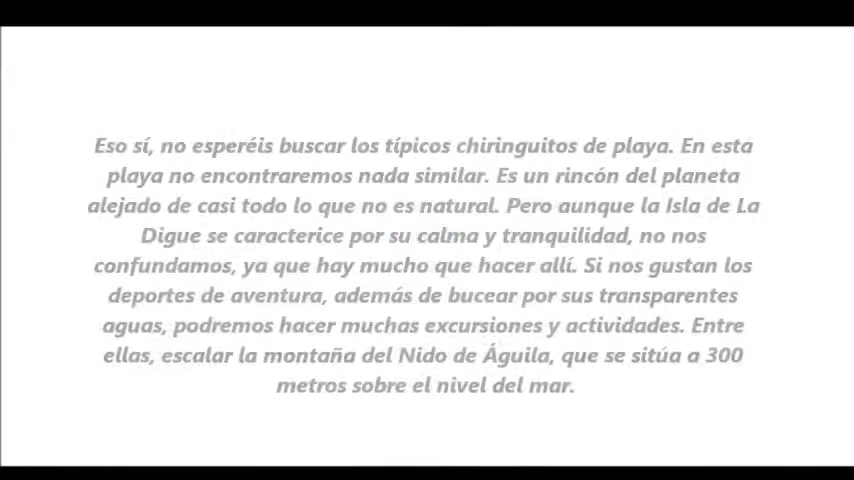 Eso sí, no esperéis buscar los típicos chiringuitos de playa. En esta
playa no encontraremos nada similar. Es un rincón del planeta
alejado de casi todo lo que no es natural. Pero aunque la Isla de La
Digue se caracterice por su calma y tranquilidad, no nos
confundamos, ya que hay mucho que hacer allí. Si nos gustan los
deportes de aventura, además de bucear por sus transparentes
aguas, podremos hacer muchas excursiones y actividades. Entre
ellas, escalar la montaña del Nido de Águila, que se sitúa a 300
metros sobre el nivel del mar.